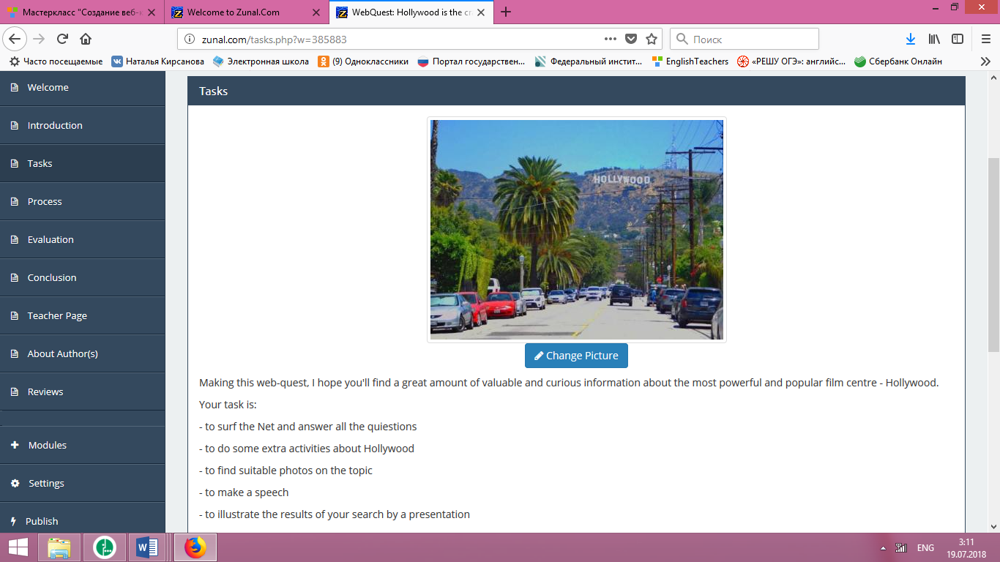 Мастеркласс "Создание веб-к
Welcome to Zunal.Com
WebQuest: Hollywood is the cr
zunal.com/tasks.php?w=385883
Поиск
Часто посещаемые
Наталья Кирсанова
Электронная школа
(9) Одноклассники
Портал государствен...
Федеральный инстит...
EnglishTeachers
«РЕШУ ОГЭ»: английс...
Сбербанк Онлайн
Welcome
Introduction
Tasks
Process
Evaluation
Conclusion
Teacher Page
About Author(s)
Reviews
Modules
Settings
Publish
Tasks
HOLLYWOOD
Change Picture
Making this web-quest, I hope you'll find a great amount of valuable and curious information about the most powerful and popular film centre - Hollywood.
Your task is:
- to surf the Net and answer all the quiestions
- to do some extra activities about Hollywood
- to find suitable photos on the topic
- to make a speech
- to illustrate the results of your search by a presentation
ENG
3:11
19.07.2018